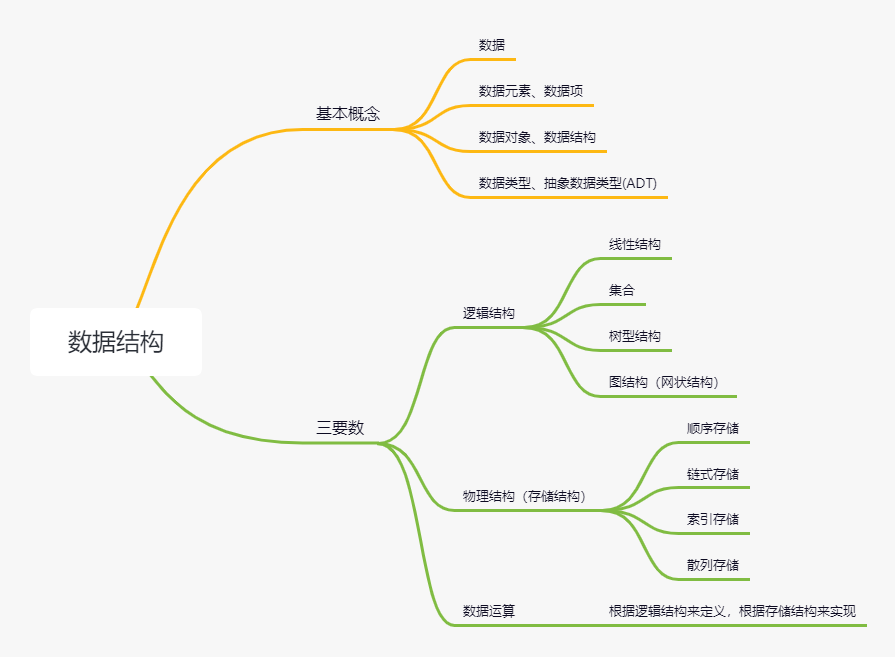 数据
数据元素、数据项
基本概念
数据对象、数据结构
数据类型、抽象数据类型(ADT)
数据结构
线性结构
集合
逻辑结构
树型结构
图结构（网状结构）
三要数
顺序存储
链式存储
物理结构（存储结构）
索引存储
散列存储
数据运算
根据逻辑结构来定义，根据存储结构来实现